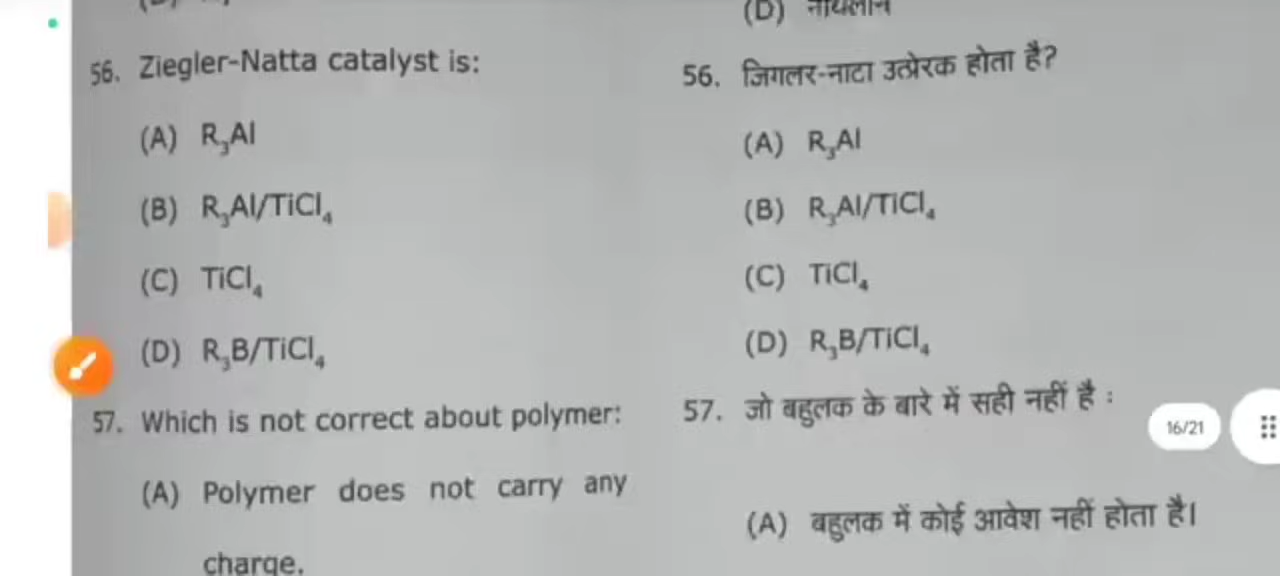 56. Ziegler-Natta catalyst is:
(A) R₃Al
(B) R₃Al/TiCl₄
(C) TiCl₄
(D) R₃B/TiCl₄
57. Which is not correct about polymer:
(A) Polymer does not carry any
charge.
(D) नायलॉन
56. जिगलर-नाटा उत्प्रेरक होता है?
(A) R₃Al
(B) R₃Al/TiCl₄
(C) TiCl₄
(D) R₃B/TiCl₄
57. जो बहुलक के बारे में सही नहीं है :
(A) बहुलक में कोई आवेश नहीं होता है।
16/21